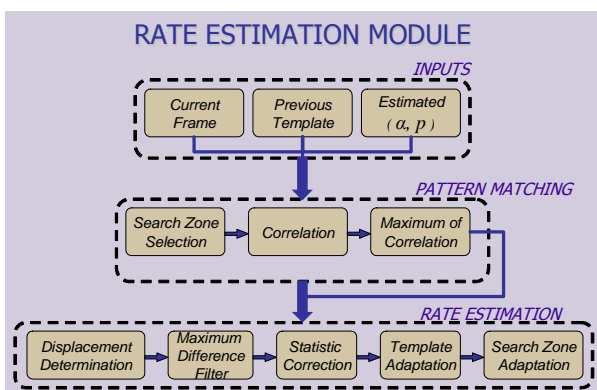 RATE ESTIMATION MODULE
INPUTS
Current
Frame
Previous
Template
Estimated
(α, p)
PATTERN MATCHING
Search Zone
Selection
Correlation
Maximum of
Correlation
RATE ESTIMATION
Displacement
Determination
Maximum
Difference
Filter
Statistic
Correction
Template
Adaptation
Search Zone
Adaptation